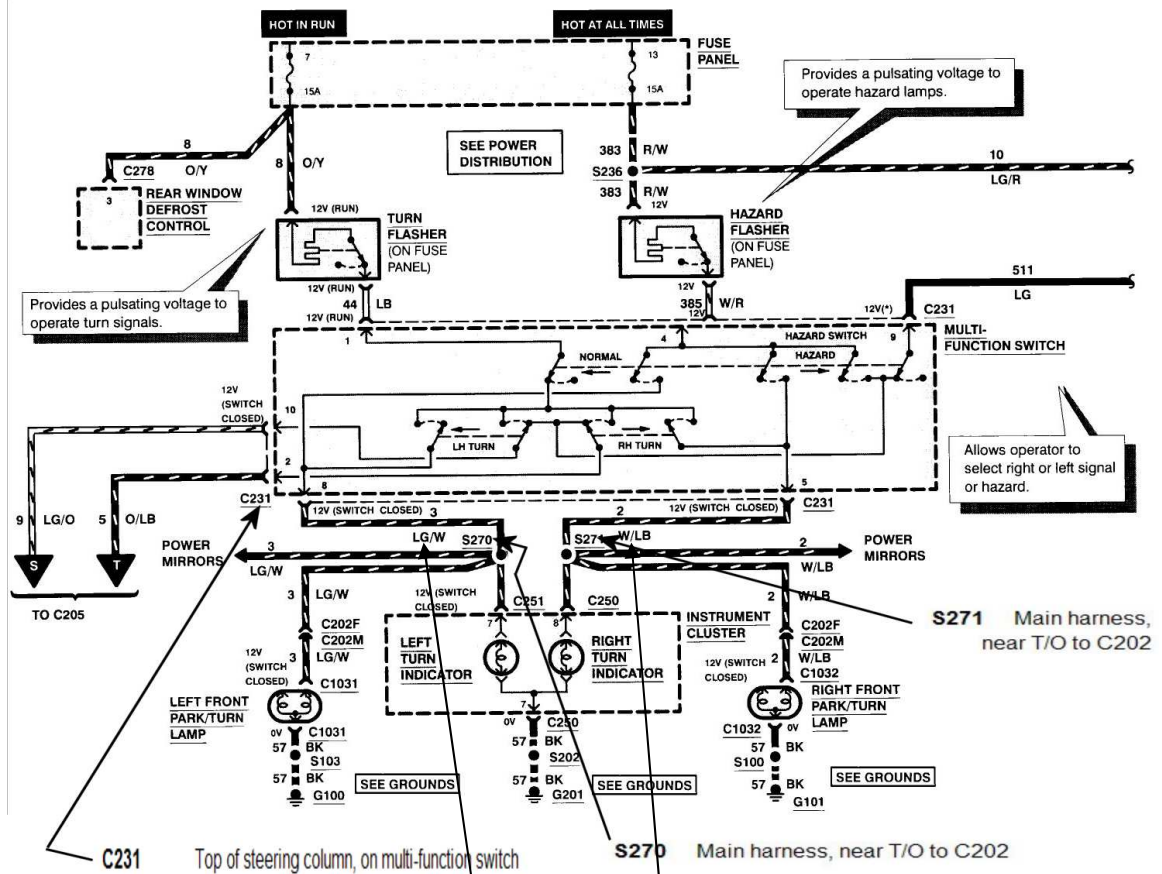 HOT IN RUN
HOT AT ALL TIMES
7
15A
13
15A
FUSE
PANEL
Provides a pulsating voltage to
operate hazard lamps.
SEE POWER
DISTRIBUTION
8
C278 O/Y
8 O/Y
383 R/W
S236
383 R/W
10
LG/R
3
REAR WINDOW
DEFROST
CONTROL
12V (RUN)
TURN
FLASHER
(ON FUSE
PANEL)
12V
HAZARD
FLASHER
(ON FUSE
PANEL)
Provides a pulsating voltage to
operate turn signals.
12V (RUN)
44 LB
12V (RUN)
12V
385 W/R
12V
511
LG
12V(*)
C231
MULTI-
FUNCTION SWITCH
1
4
HAZARD SWITCH
9
NORMAL
HAZARD
12V
(SWITCH
CLOSED)
10
LH TURN
RH TURN
2
8
5
Allows operator to
select right or left signal
or hazard.
C231
12V (SWITCH CLOSED)
3
LG/W
2
W/LB
12V (SWITCH CLOSED)
C231
9 LG/O
5 O/LB
S
T
TO C205
POWER
MIRRORS
3
LG/W
S270
S271
2
W/LB
POWER
MIRRORS
3 LG/W
12V (SWITCH
CLOSED)
C251
C250
2 W/LB
C202F
C202M
3 LG/W
12V
(SWITCH
CLOSED)
C1031
7
8
LEFT
TURN
INDICATOR
RIGHT
TURN
INDICATOR
INSTRUMENT
CLUSTER
C202F
C202M
2 W/LB
12V (SWITCH
CLOSED)
C1032
S271 Main harness,
near T/O to C202
LEFT FRONT
PARK/TURN
LAMP
RIGHT FRONT
PARK/TURN
LAMP
7
0V C1031
57 BK
S103
57 BK
G100
SEE GROUNDS
0V C250
57 BK
S202
57 BK
G201
SEE GROUNDS
C1032 0V
57 BK
S100
57 BK
G101
SEE GROUNDS
C231 Top of steering column, on multi-function switch
S270 Main harness, near T/O to C202